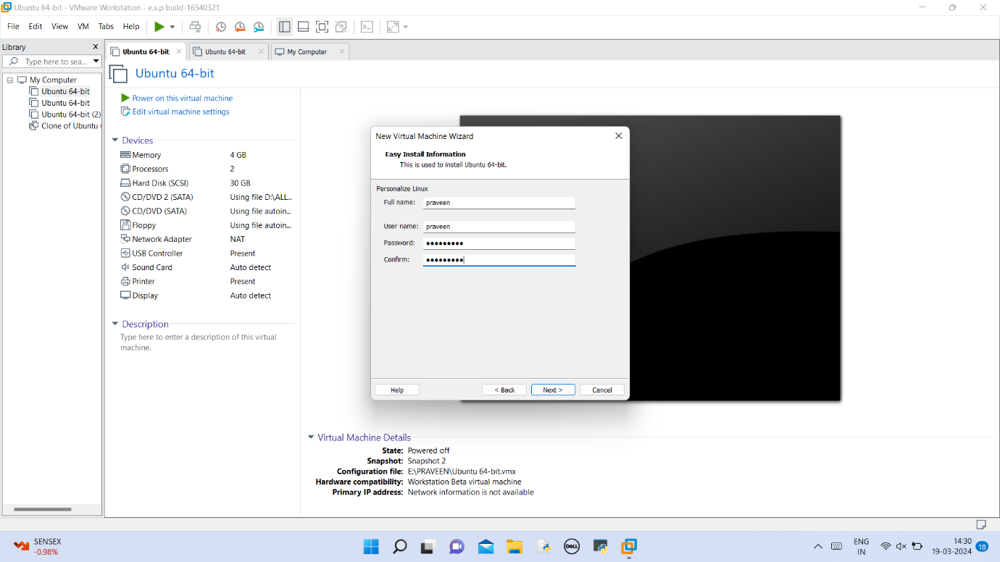 Ubuntu 64-bit - VMware Workstation - e.x.p build-16540321
File Edit View VM Tabs Help
Library
Type here to sea...
My Computer
Ubuntu 64-bit
Ubuntu 64-bit
Ubuntu 64-bit (2)
Clone of Ubuntu
Ubuntu 64-bit
Ubuntu 64-bit
My Computer
Ubuntu 64-bit
Power on this virtual machine
Edit virtual machine settings
Devices
Memory 4 GB
Processors 2
Hard Disk (SCSI) 30 GB
CD/DVD 2 (SATA) Using file D:\ALL...
CD/DVD (SATA) Using file autoin...
Floppy Using file autoin...
Network Adapter NAT
USB Controller Present
Sound Card Auto detect
Printer Present
Display Auto detect
Description
Type here to enter a description of this virtual
machine.
New Virtual Machine Wizard
Easy Install Information
This is used to install Ubuntu 64-bit.
Personalize Linux
Full name: praveen
User name: praveen
Password: ●●●●●●●●●
Confirm: ●●●●●●●●●
Help < Back Next > Cancel
Virtual Machine Details
State: Powered off
Snapshot: Snapshot 2
Configuration file: E:\PRAVEEN\Ubuntu 64-bit.vmx
Hardware compatibility: Workstation Beta virtual machine
Primary IP address: Network information is not available
SENSEX
-0.98%
DELL
ENG
IN
14:30
19-03-2024
18